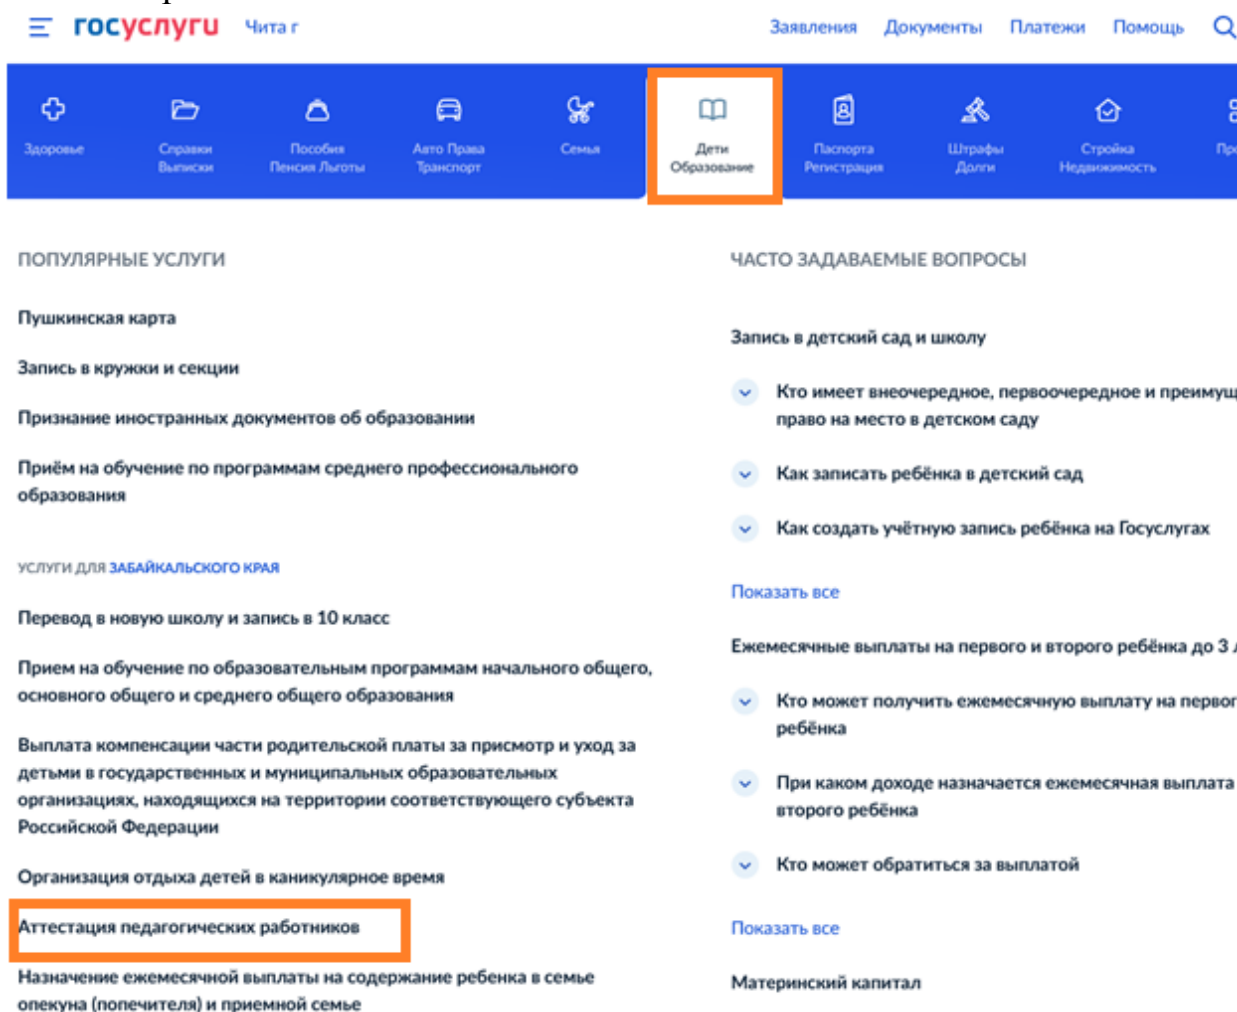 госуслуги Чита г Заявления Документы Платежи Помощь
Здоровье
Справки
Выписки
Пособия
Пенсия Льготы
Авто Права
Транспорт
Семья
Дети
Образование
Паспорта
Регистрация
Штрафы
Долги
Стройка
Недвижимость
ПОПУЛЯРНЫЕ УСЛУГИ
Пушкинская карта
Запись в кружки и секции
Признание иностранных документов об образовании
Приём на обучение по программам среднего профессионального
образования
УСЛУГИ ДЛЯ ЗАБАЙКАЛЬСКОГО КРАЯ
Перевод в новую школу и запись в 10 класс
Прием на обучение по образовательным программам начального общего,
основного общего и среднего общего образования
Выплата компенсации части родительской платы за присмотр и уход за
детьми в государственных и муниципальных образовательных
организациях, находящихся на территории соответствующего субъекта
Российской Федерации
Организация отдыха детей в каникулярное время
Аттестация педагогических работников
Назначение ежемесячной выплаты на содержание ребенка в семье
опекуна (попечителя) и приемной семье
ЧАСТО ЗАДАВАЕМЫЕ ВОПРОСЫ
Запись в детский сад и школу
Кто имеет внеочередное, первоочередное и преимущ
право на место в детском саду
Как записать ребёнка в детский сад
Как создать учётную запись ребёнка на Госуслугах
Показать все
Ежемесячные выплаты на первого и второго ребёнка до 3
Кто может получить ежемесячную выплату на первог
ребёнка
При каком доходе назначается ежемесячная выплата
второго ребёнка
Кто может обратиться за выплатой
Показать все
Материнский капитал